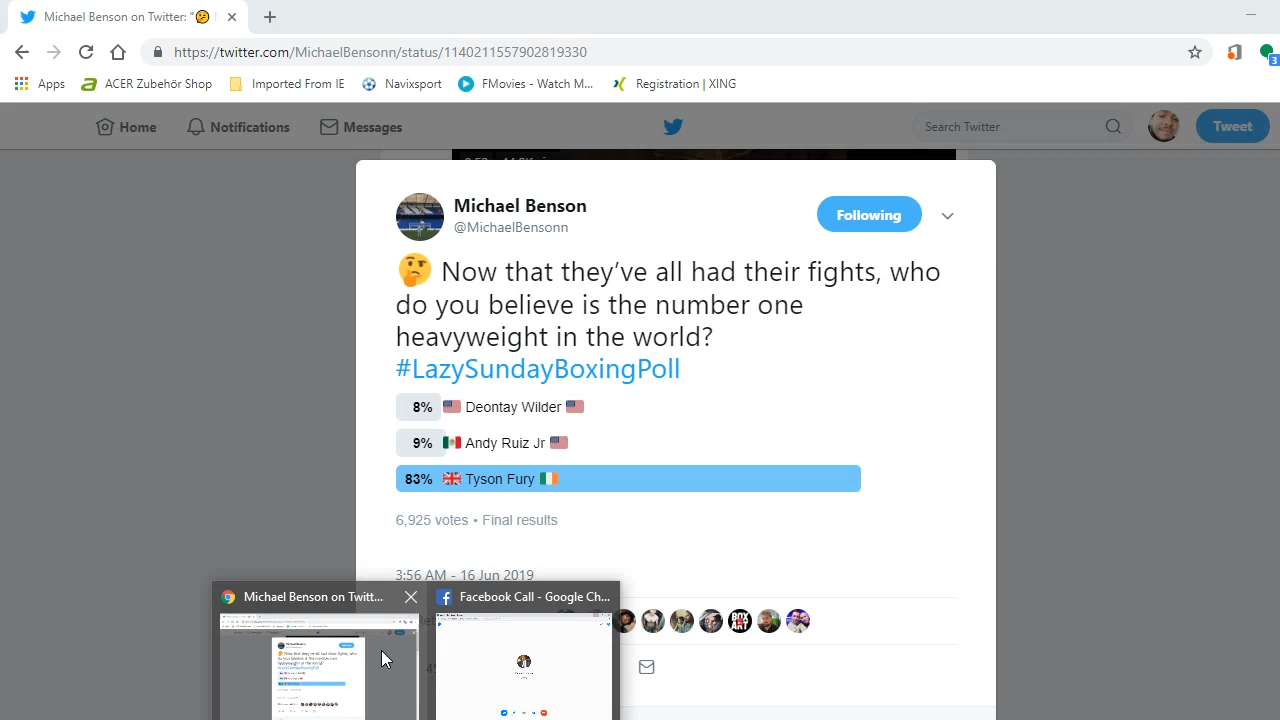 Michael Benson on Twitter: "🤔
https://twitter.com/MichaelBensonn/status/1140211557902819330
3
Apps
ACER Zubehör Shop
Imported From IE
Navixsport
FMovies - Watch M...
Registration | XING
Home
Notifications
Messages
Search Twitter
Tweet
Michael Benson
@MichaelBensonn
Following
🤔 Now that they've all had their fights, who
do you believe is the number one
heavyweight in the world?
#LazySundayBoxingPoll
8% 🇺🇸 Deontay Wilder 🇺🇸
9% 🇲🇽 Andy Ruiz Jr 🇺🇸
83% 🇬🇧 Tyson Fury 🇮🇪
6,925 votes • Final results
3:56 AM - 16 Jun 2019
Michael Benson on Twitt...
Facebook Call - Google Ch...